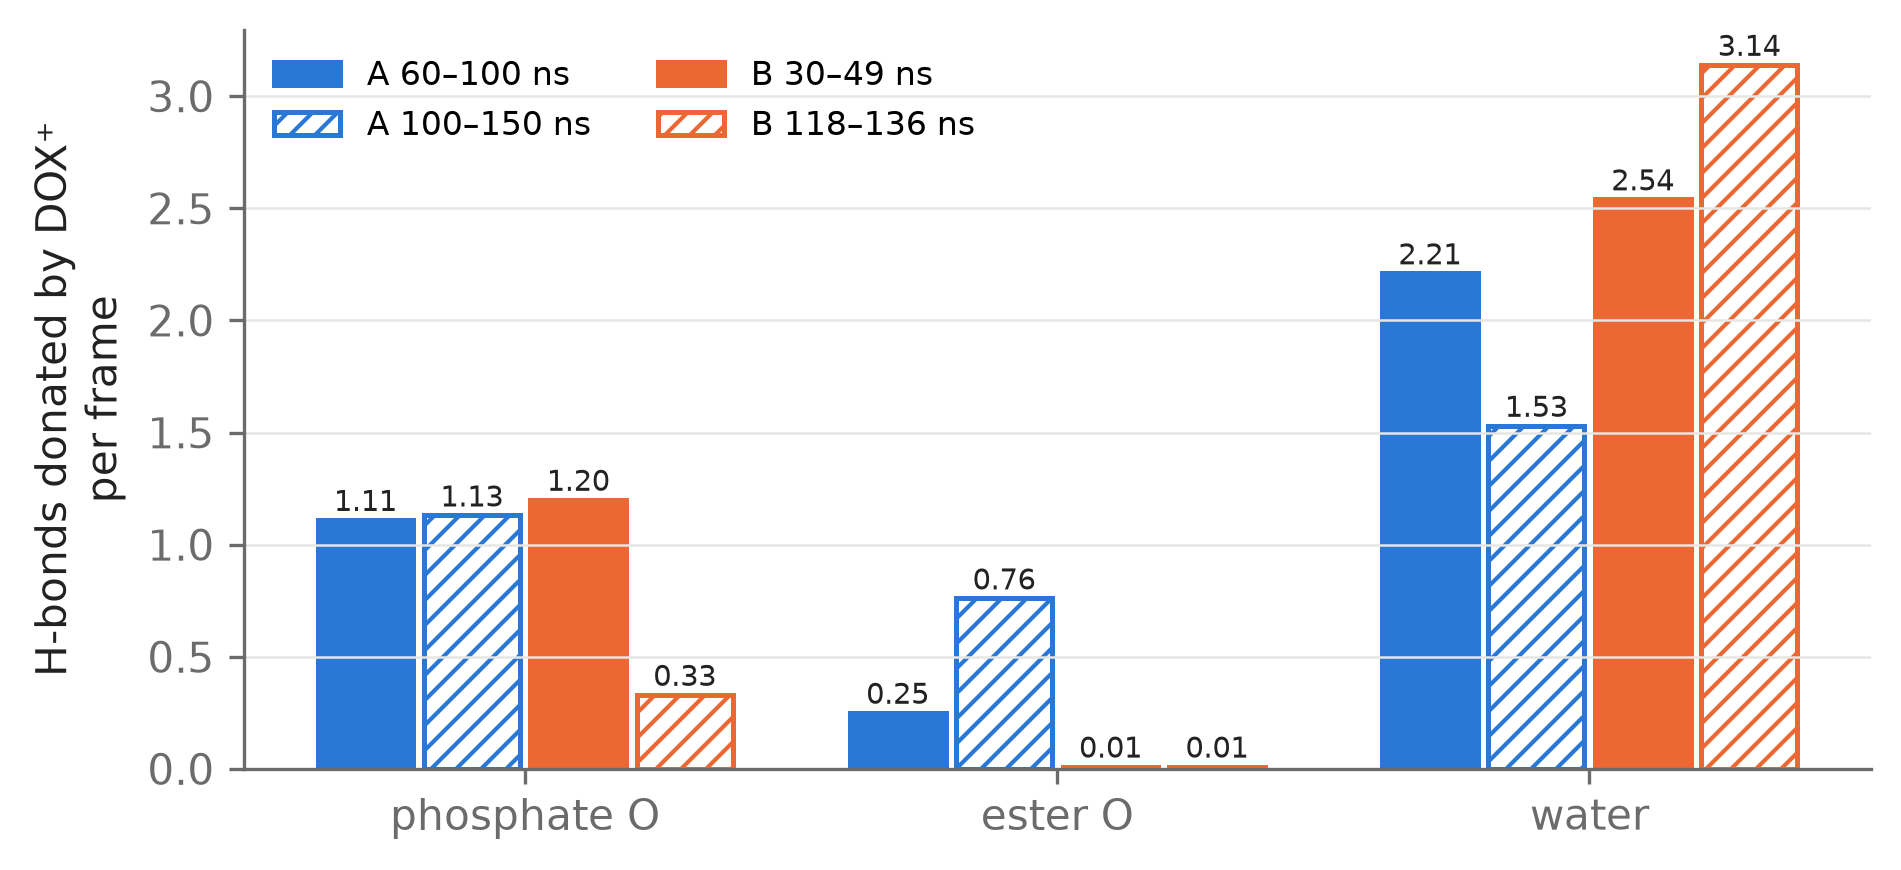 H-bonds donated by DOX⁺
per frame
A 60–100 ns
A 100–150 ns
B 30–49 ns
B 118–136 ns
3.0
2.5
2.0
1.5
1.0
0.5
0.0
1.11
1.13
1.20
0.33
0.25
0.76
0.01
0.01
2.21
1.53
2.54
3.14
phosphate O
ester O
water